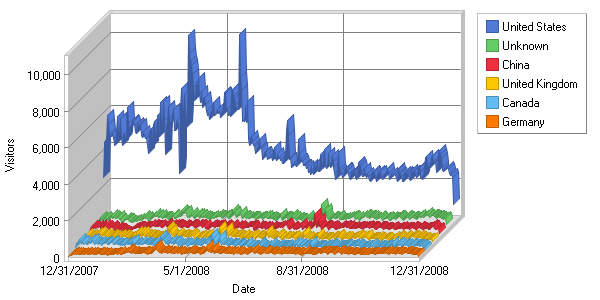 United States
Unknown
China
United Kingdom
Canada
Germany
10,000
8,000
6,000
4,000
2,000
0
Visitors
12/31/2007
5/1/2008
8/31/2008
12/31/2008
Date